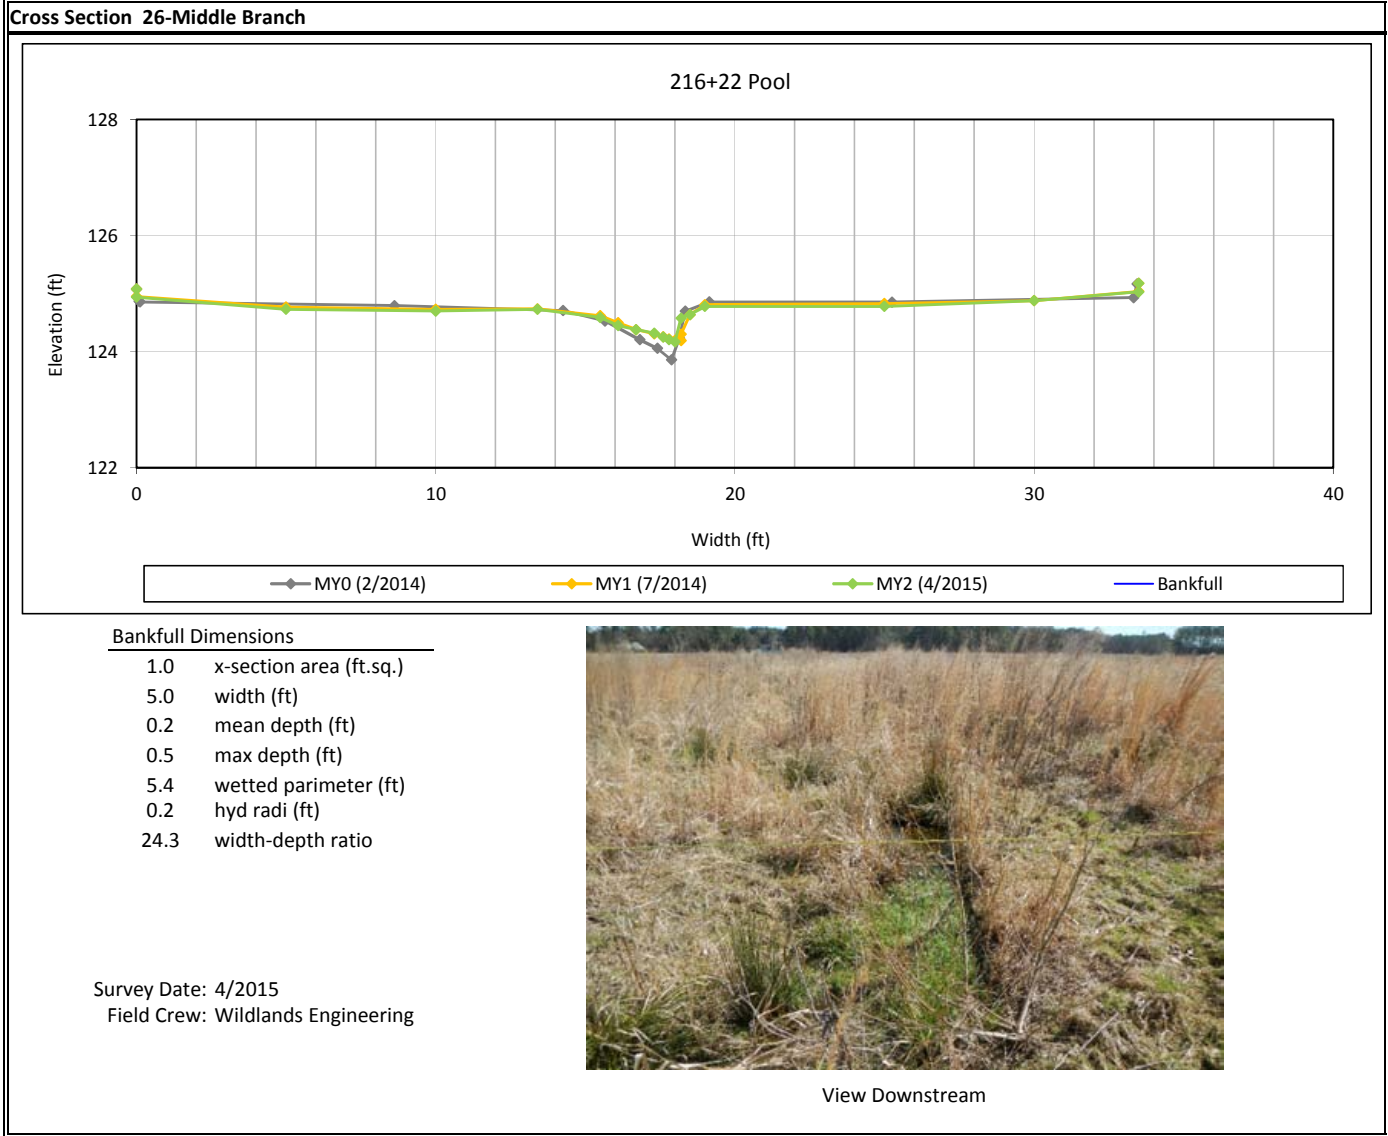 Cross Section 26-Middle Branch
216+22 Pool
128
126
124
122
Elevation (ft)
0 10 20 30 40
Width (ft)
MY0 (2/2014) MY1 (7/2014) MY2 (4/2015) Bankfull
Bankfull Dimensions
1.0 x-section area (ft.sq.)
5.0 width (ft)
0.2 mean depth (ft)
0.5 max depth (ft)
5.4 wetted parimeter (ft)
0.2 hyd radi (ft)
24.3 width-depth ratio
Survey Date: 4/2015
Field Crew: Wildlands Engineering
View Downstream